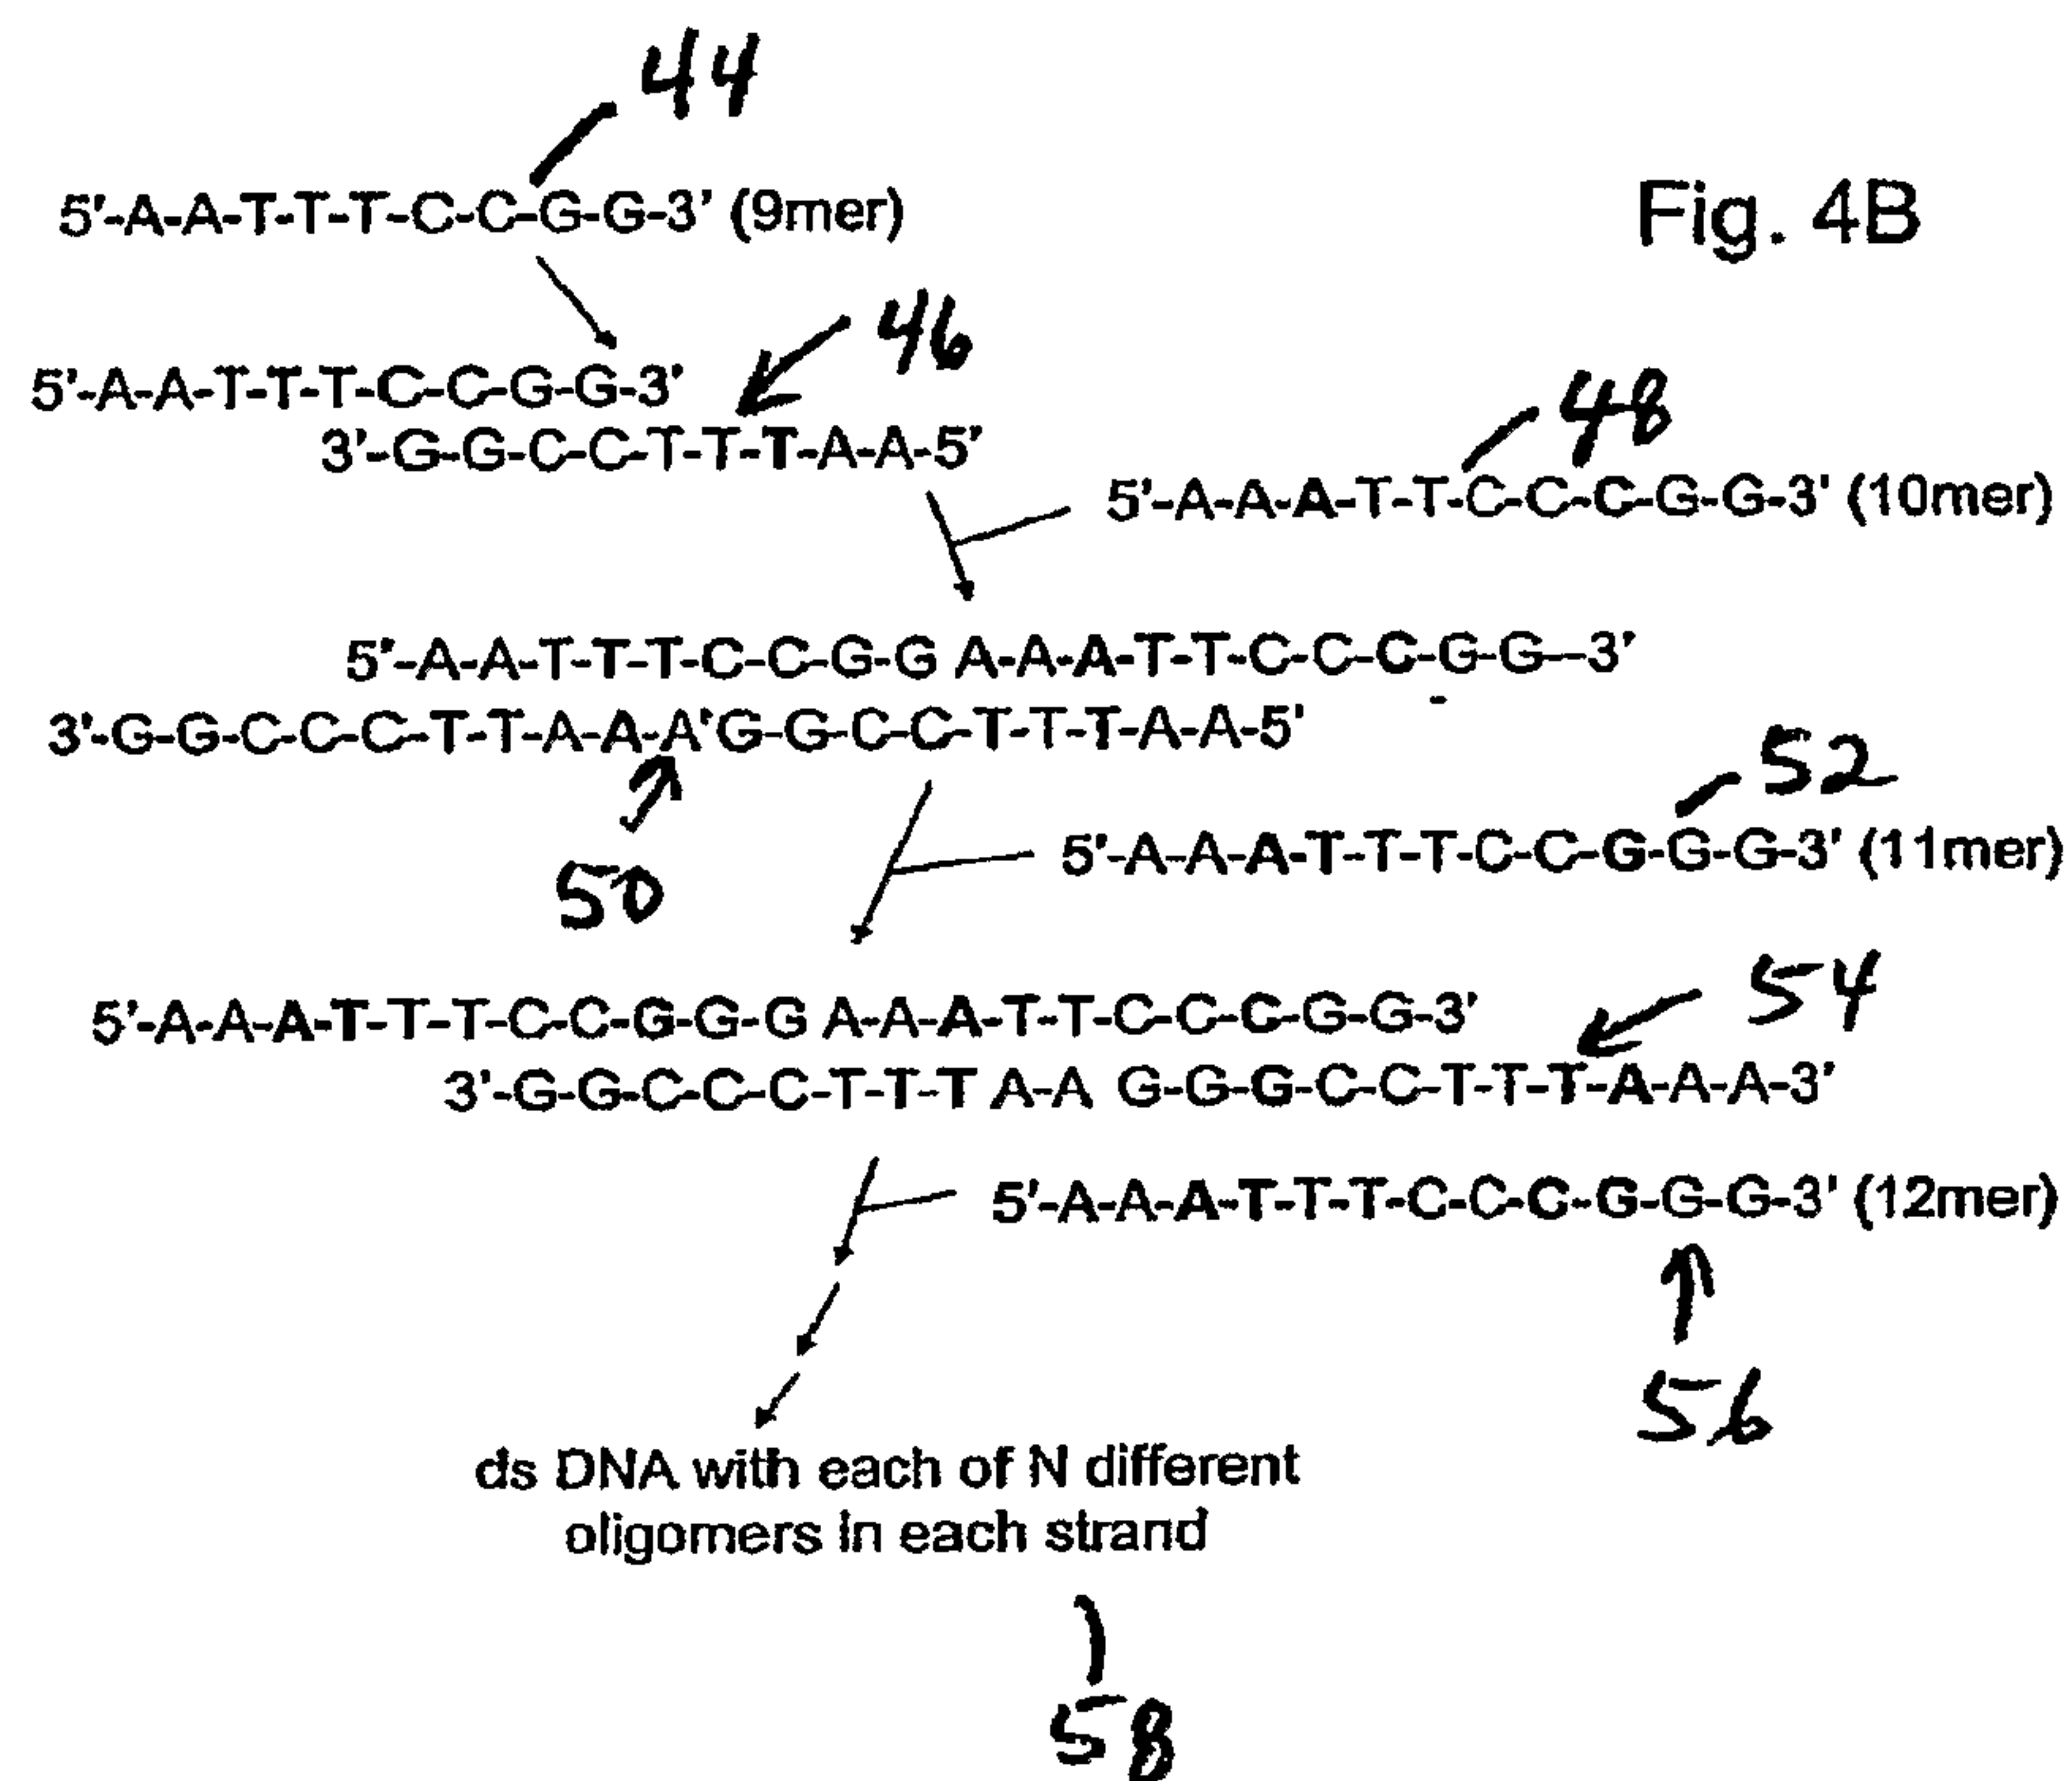 44
5'-A-A-T-T-T-C-C-G-G-3' (9mer)
Fig. 4B
46
5'-A-A-T-T-T-C-C-G-G-3'
3'-G-G-C-C-T-T-T-A-A-5'
48
5'-A-A-A-T-T-C-C-C-G-G-3' (10mer)
5'-A-A-T-T-T-C-C-G-G A-A-A-T-T-C-C-C-G-G-3'
3'-G-G-C-C-C-T-T-A-A-A'G-G-C-C-T-T-T-A-A-5'
50
52
5'-A-A-A-T-T-T-C-C-G-G-G-3' (11mer)
54
5'-A-A-A-T-T-T-C-C-G-G-G A-A-A-T-T-C-C-C-G-G-3'
3'-G-G-C-C-C-T-T-T A-A G-G-G-C-C-T-T-T-A-A-A-3'
5'-A-A-A-T-T-T-C-C-C-G-G-G-3' (12mer)
56
ds DNA with each of N different
oligomers in each strand
58